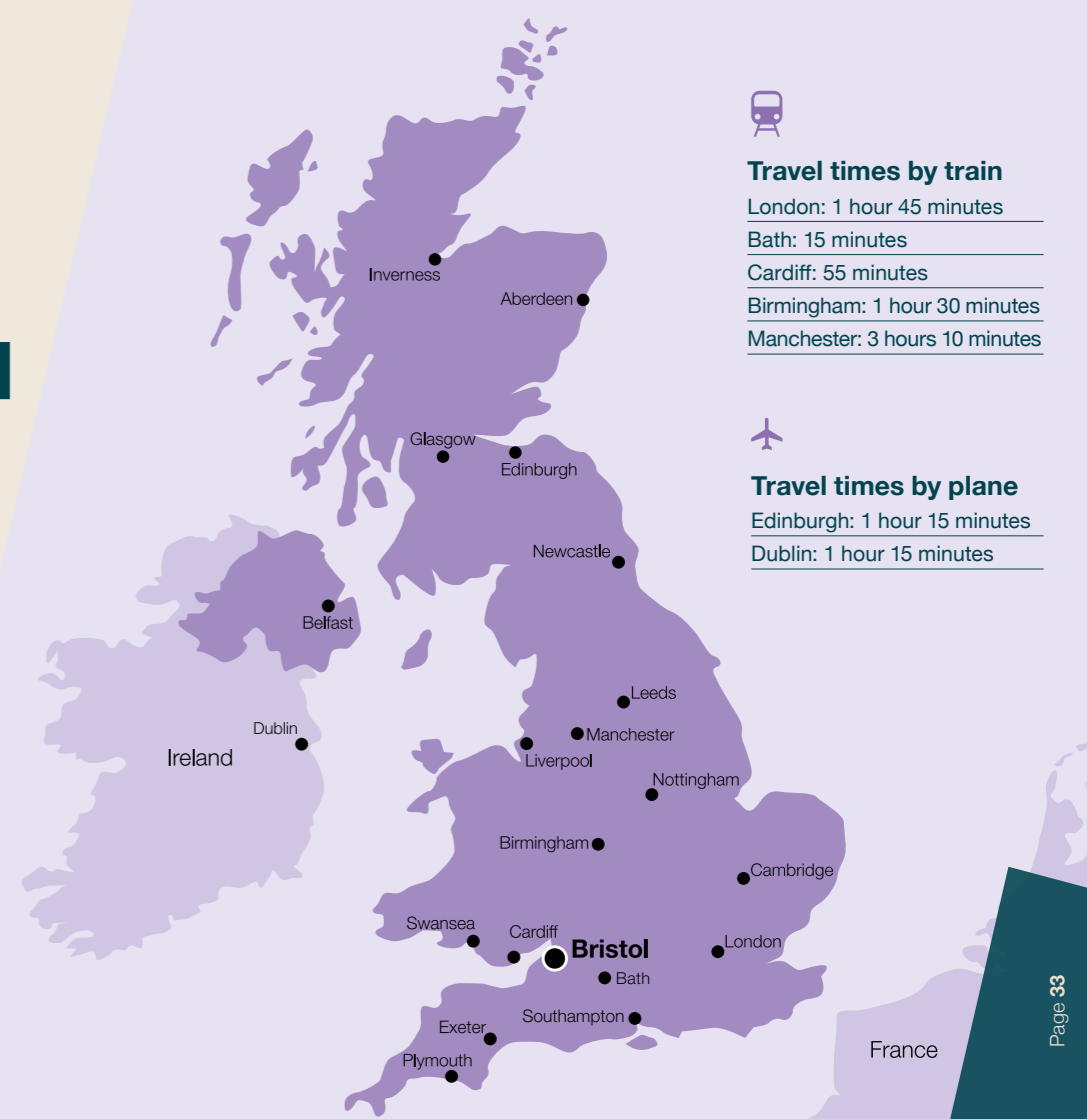 Travel times by train
London: 1 hour 45 minutes
Bath: 15 minutes
Cardiff: 55 minutes
Birmingham: 1 hour 30 minutes
Manchester: 3 hours 10 minutes
Travel times by plane
Edinburgh: 1 hour 15 minutes
Dublin: 1 hour 15 minutes
Inverness
Aberdeen
Glasgow
Edinburgh
Newcastle
Belfast
Leeds
Dublin
Manchester
Ireland
Liverpool
Nottingham
Birmingham
Cambridge
Swansea
Cardiff
Bristol
London
Bath
Southampton
Exeter
France
Plymouth
Page 33